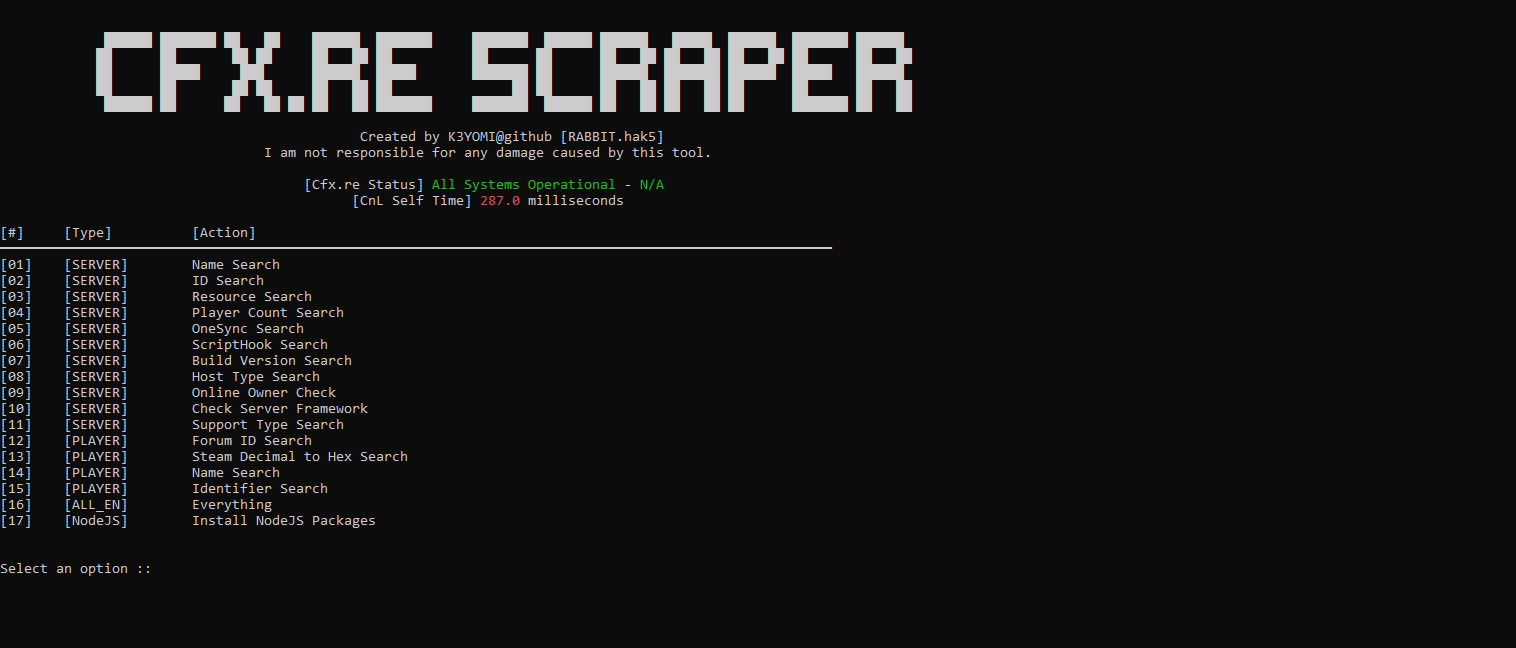 CFX.RE SCRAPER
Created by K3YOMI@github [RABBIT.hak5]
I am not responsible for any damage caused by this tool.
[Cfx.re Status] All Systems Operational - N/A
[CnL Self Time] 287.0 milliseconds
[#] [Type] [Action]
[01] [SERVER] Name Search
[02] [SERVER] ID Search
[03] [SERVER] Resource Search
[04] [SERVER] Player Count Search
[05] [SERVER] OneSync Search
[06] [SERVER] ScriptHook Search
[07] [SERVER] Build Version Search
[08] [SERVER] Host Type Search
[09] [SERVER] Online Owner Check
[10] [SERVER] Check Server Framework
[11] [SERVER] Support Type Search
[12] [PLAYER] Forum ID Search
[13] [PLAYER] Steam Decimal to Hex Search
[14] [PLAYER] Name Search
[15] [PLAYER] Identifier Search
[16] [ALL_EN] Everything
[17] [NodeJS] Install NodeJS Packages
Select an option ::